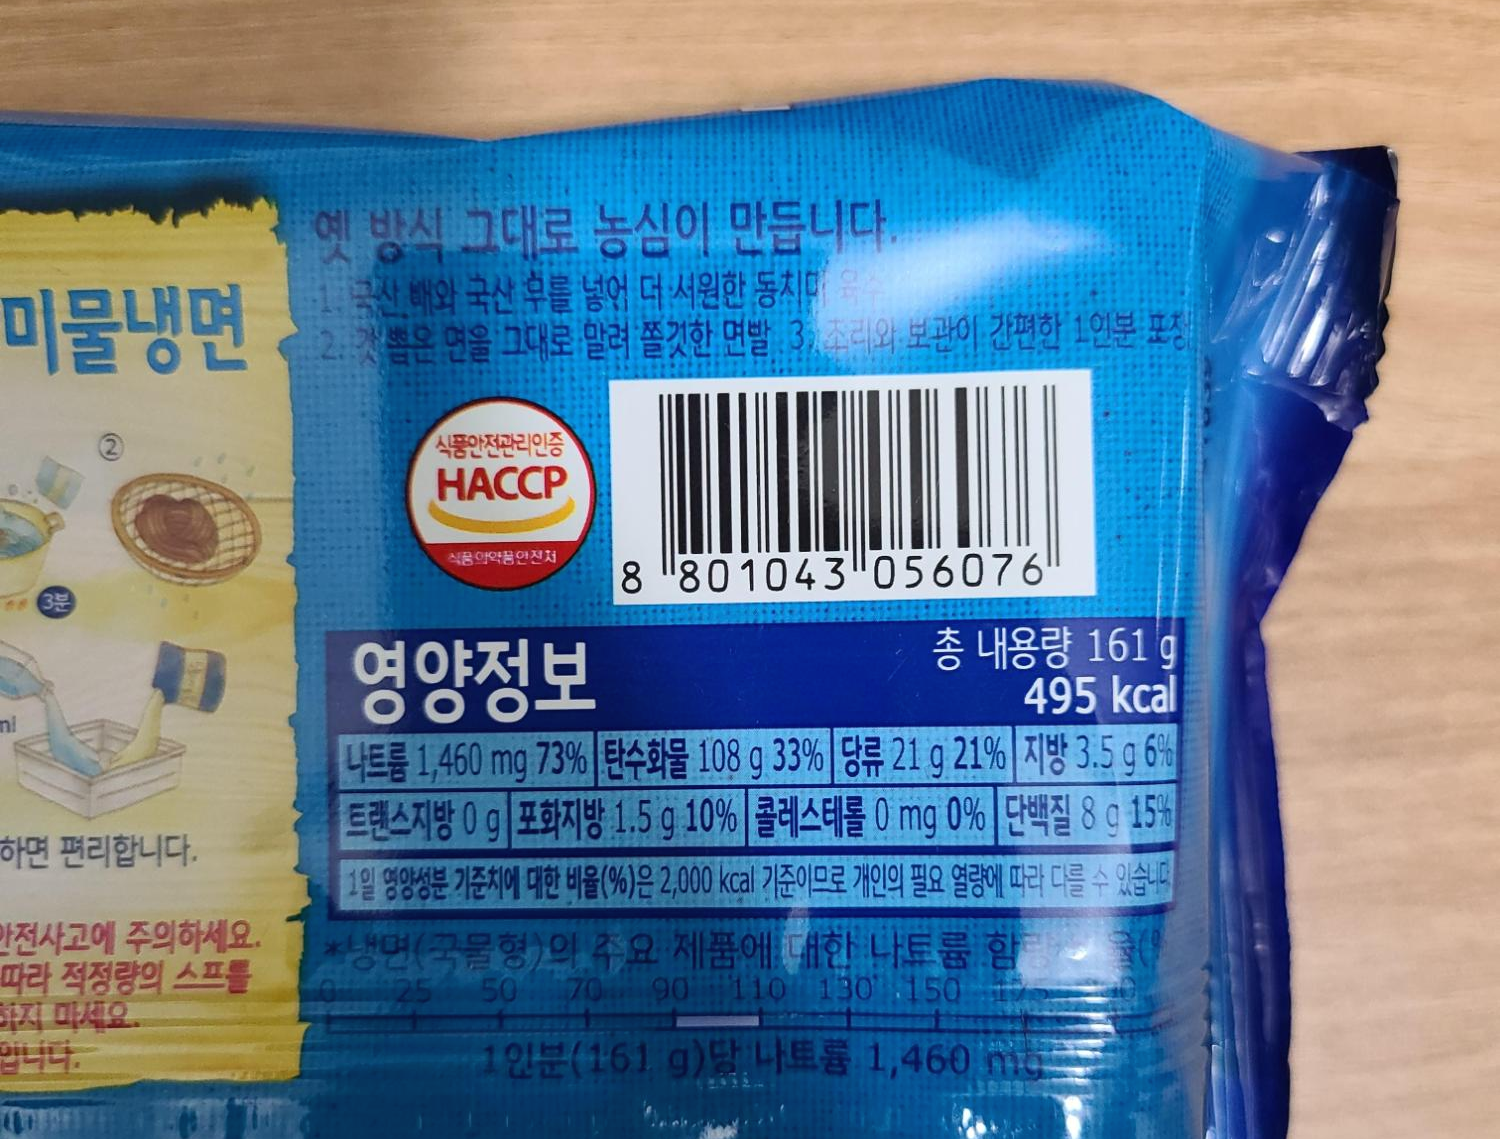 미물냉면
②
3분
ml
하면 편리합니다.
안전사고에 주의하세요.
따라 적정량의 스프를
하지 마세요.
입니다.
옛 방식 그대로 농심이 만듭니다.
1. 국산 배와 국산 무를 넣어 더 시원한 동치미 육수
2. 갓 뽑은 면을 그대로 말려 쫄깃한 면발 3. 조리와 보관이 간편한 1인분 포장
식품안전관리인증
HACCP
식품의약품안전처
8 801043 056076
영양정보
총 내용량 161 g
495 kcal
나트륨 1,460 mg 73% 탄수화물 108 g 33% 당류 21 g 21% 지방 3.5 g 6%
트랜스지방 0 g 포화지방 1.5 g 10% 콜레스테롤 0 mg 0% 단백질 8 g 15%
1일 영양성분 기준치에 대한 비율(%)은 2,000 kcal 기준이므로 개인의 필요 열량에 따라 다를 수 있습니다.
*냉면(국물형)의 주요 제품에 대한 나트륨 함량
0 25 50 70 90 110 130 150 175
1인분(161 g)당 나트륨 1,460 mg